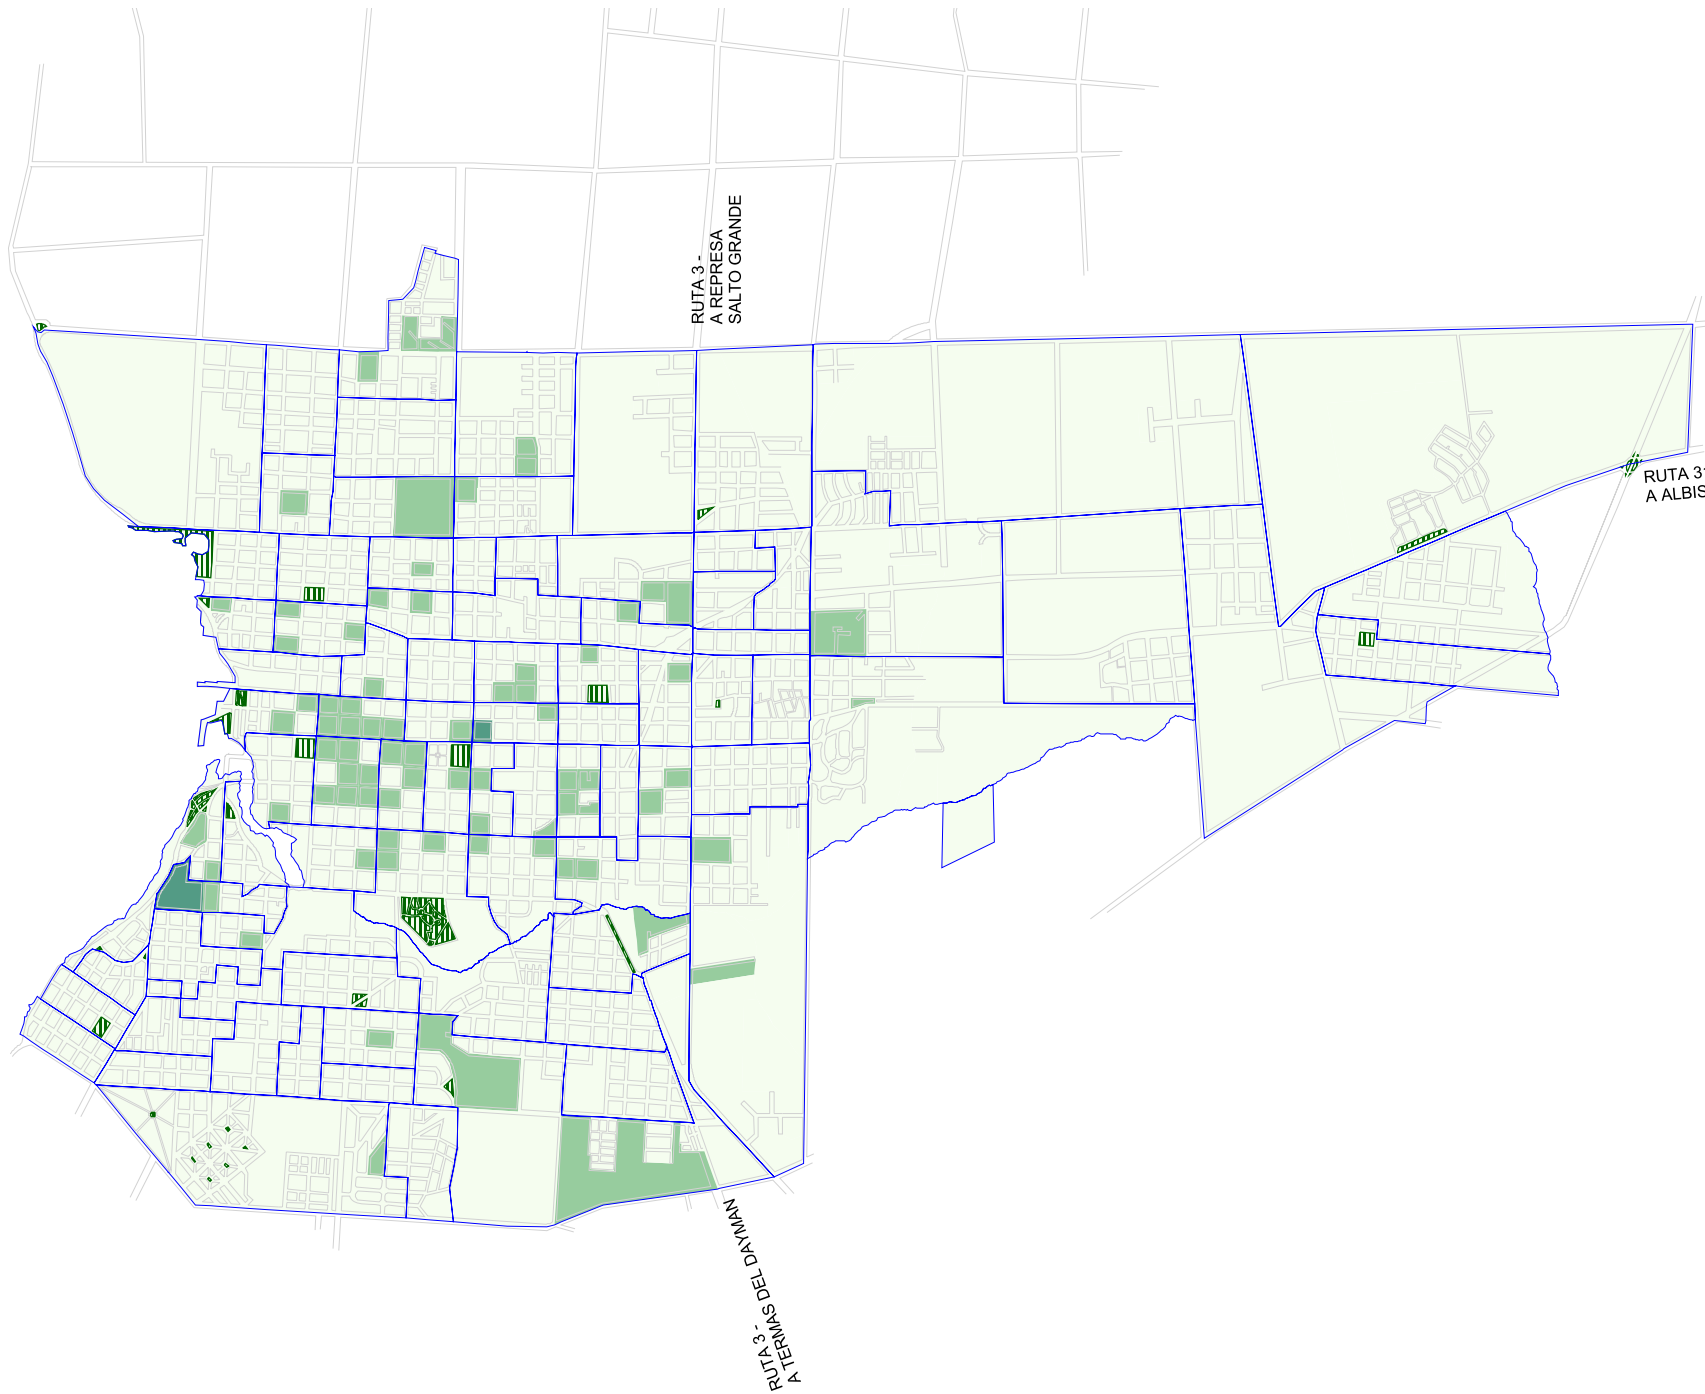 RUTA 3 -
A REPRESA
SALTO GRANDE
RUTA 3
A ALBIS
RUTA 3 -
A TERMAS DEL DAYMAN